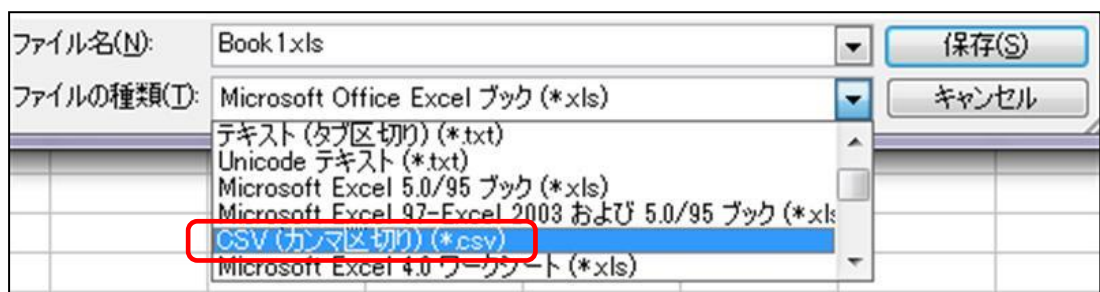 ファイル名(N): Book1xls 保存(S)
ファイルの種類(T): Microsoft Office Excel ブック (*xls) キャンセル
テキスト (タブ区切り) (*.txt)
Unicode テキスト (*.txt)
Microsoft Excel 5.0/95 ブック (*xls)
Microsoft Excel 97-Excel 2003 および 5.0/95 ブック (*xls
CSV (カンマ区切り) (*.csv)
Microsoft Excel 4.0 ワークシート (*xls)